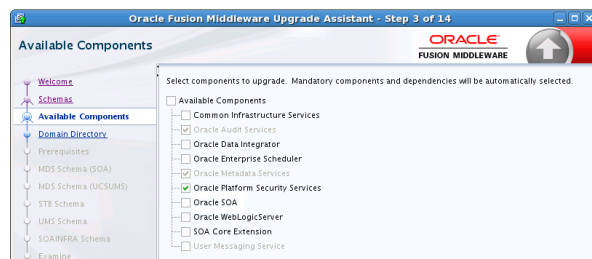 Oracle Fusion Middleware Upgrade Assistant - Step 3 of 14
Available Components
ORACLE
FUSION MIDDLEWARE
Welcome
Schemas
Available Components
Domain Directory
Prerequisites
MDS Schema (SOA)
MDS Schema (UCSUMS)
STB Schema
UMS Schema
SOAINFRA Schema
Examine
Select components to upgrade. Mandatory components and dependencies will be automatically selected.
Available Components
Common Infrastructure Services
Oracle Audit Services
Oracle Data Integrator
Oracle Enterprise Scheduler
Oracle Metadata Services
Oracle Platform Security Services
Oracle SOA
Oracle WebLogicServer
SOA Core Extension
User Messaging Service